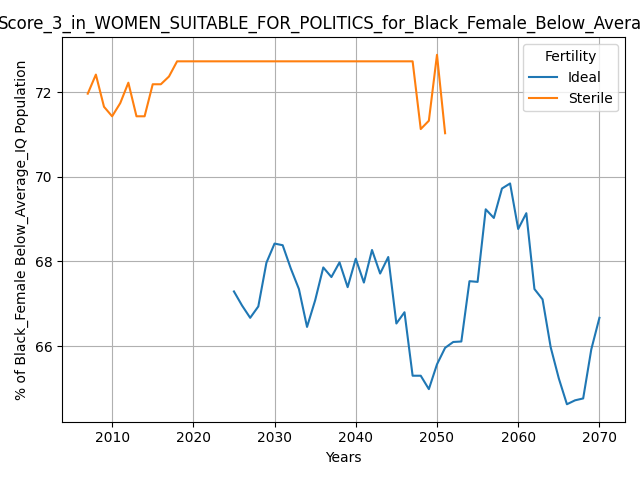 Score_3_in_WOMEN_SUITABLE_FOR_POLITICS_for_Black_Female_Below_Avera
% of Black_Female Below_Average_IQ Population
72
70
68
66
Fertility
Ideal
Sterile
2010 2020 2030 2040 2050 2060 2070
Years